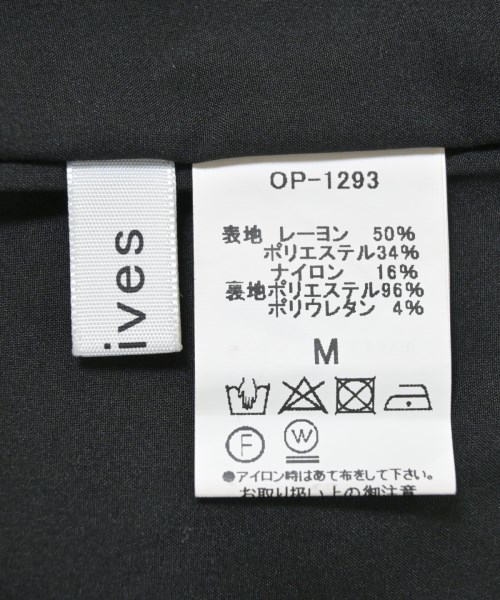 ives
OP-1293
表地 レーヨン 50%
ポリエステル34%
ナイロン 16%
裏地ポリエステル96%
ポリウレタン 4%
M
F
W
●アイロン時はあて布をして下さい。
お取り扱い上の御注意